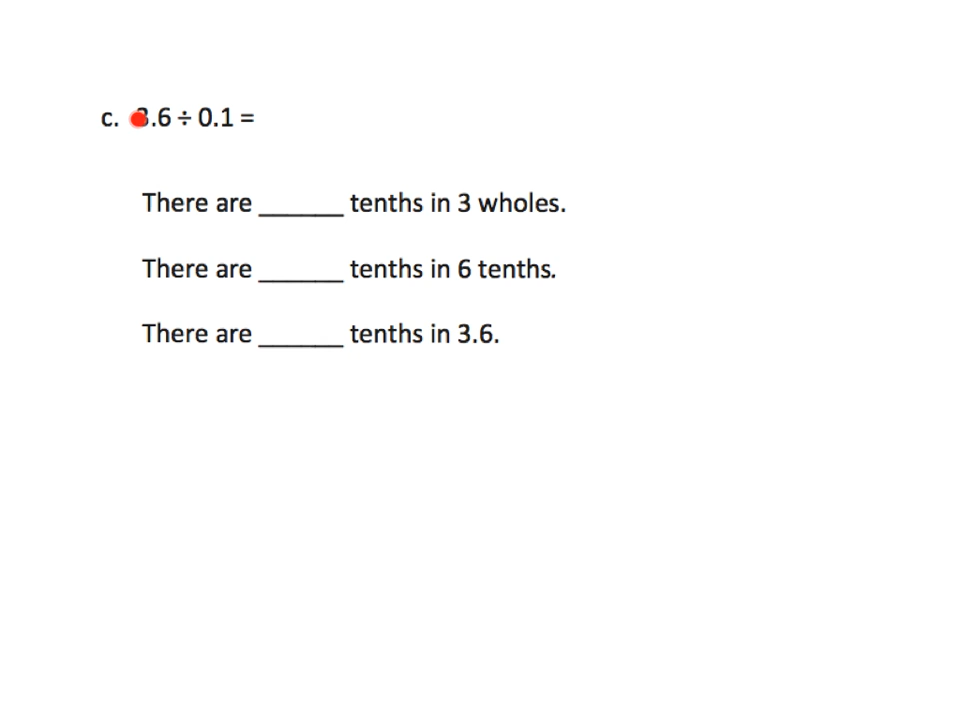 c. 3.6 ÷ 0.1 =
There are ______ tenths in 3 wholes.
There are ______ tenths in 6 tenths.
There are ______ tenths in 3.6.